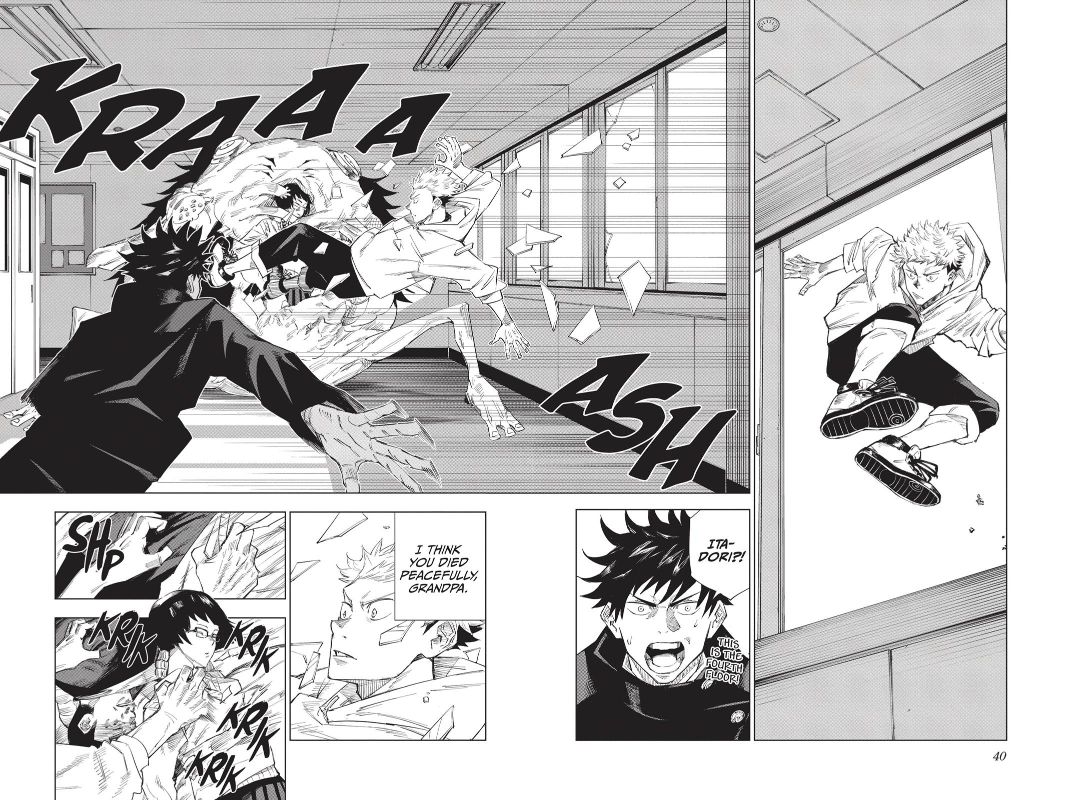 KRAAAA
ASH
ITA-
DORI?!
THIS
IS THE
FOURTH
FLOOR!
I THINK
YOU DIED
PEACEFULLY,
GRANDPA.
SHP
KRIK
KRIK
KRIK
KRIK
40